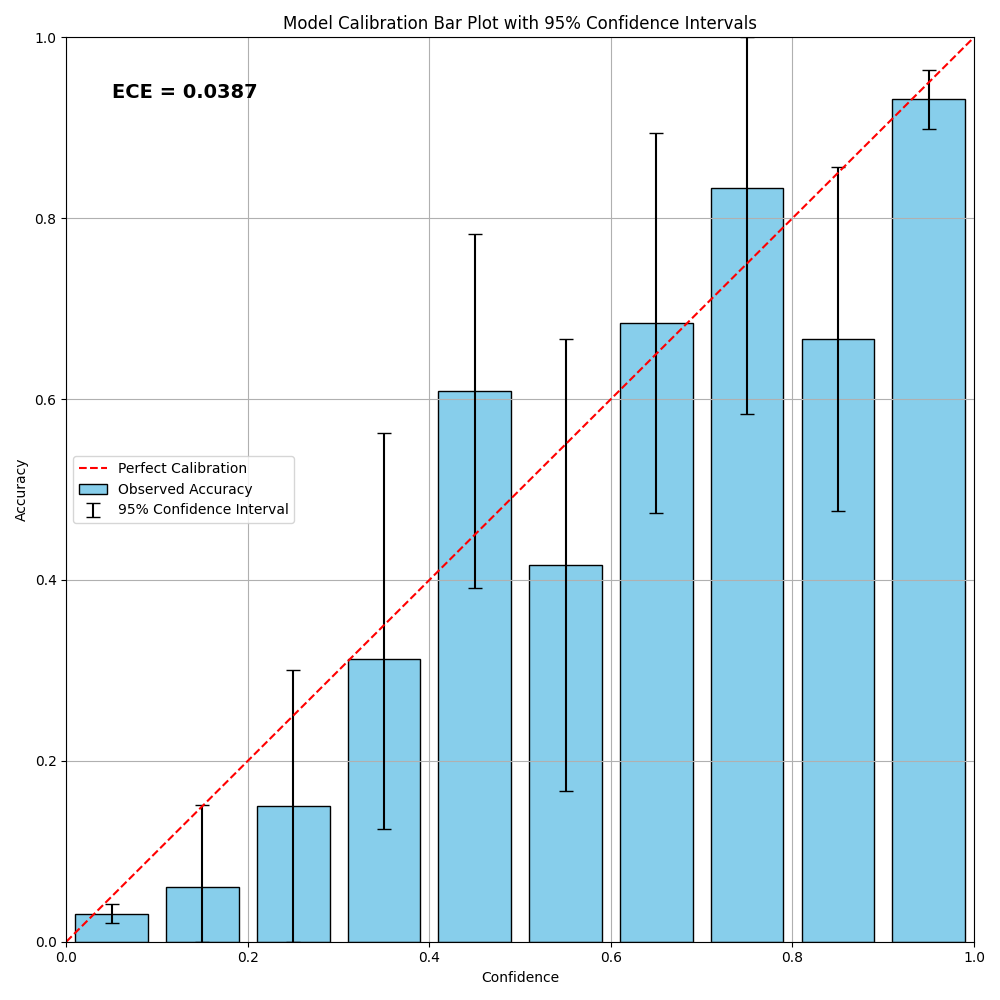 Model Calibration Bar Plot with 95% Confidence Intervals
ECE = 0.0387
Accuracy
1.0
0.8
0.6
0.4
0.2
0.0
Perfect Calibration
Observed Accuracy
95% Confidence Interval
0.0 0.2 0.4 0.6 0.8 1.0
Confidence